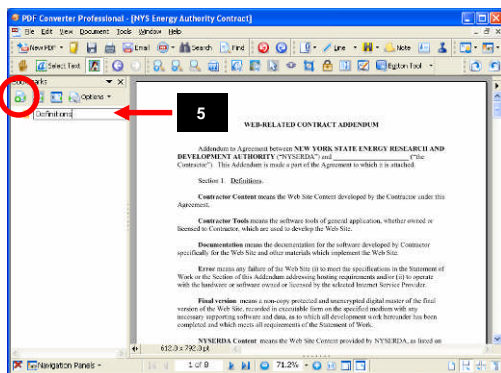 PDF Converter Professional - [NYS Energy Authority Contract]
File Edit View Document Tools Window Help
New PDF Email Search Find Line Note
Select Text Button Tool
Bookmarks
Options
Definitions
5
WEB-RELATED CONTRACT ADDENDUM
Addendum to Agreement between NEW YORK STATE ENERGY RESEARCH AND
DEVELOPMENT AUTHORITY ("NYSERDA") and ("the
Contractor"). This Addendum is made a part of the Agreement to which it is attached.
Section 1. Definitions.
Contractor Content means the Web Site Content developed by the Contractor under this
Agreement.
Contractor Tools means the software tools of general application, whether owned or
licensed to Contractor, which are used to develop the Web Site.
Documentation means the documentation for the software developed by Contractor
specifically for the Web Site and other materials which implement the Web Site.
Error means any failure of the Web Site (i) to meet the specifications in the Statement of
Work or the Section of this Addendum addressing hosting requirements and/or (ii) to operate
with the hardware or software owned or licensed by the selected Internet Service Provider.
Final version means a non-copy protected and unencrypted digital master of the final
version of the Web Site, recorded in executable form on the specified medium with any
necessary supporting software and data, as to which all development work hereunder has been
completed and which meets all requirements of the Statement of Work.
NYSERDA Content means the Web Site Content provided by NYSERDA, as listed on
612.0 x 792.0 pt
Navigation Panels 1 of 8 71.2%